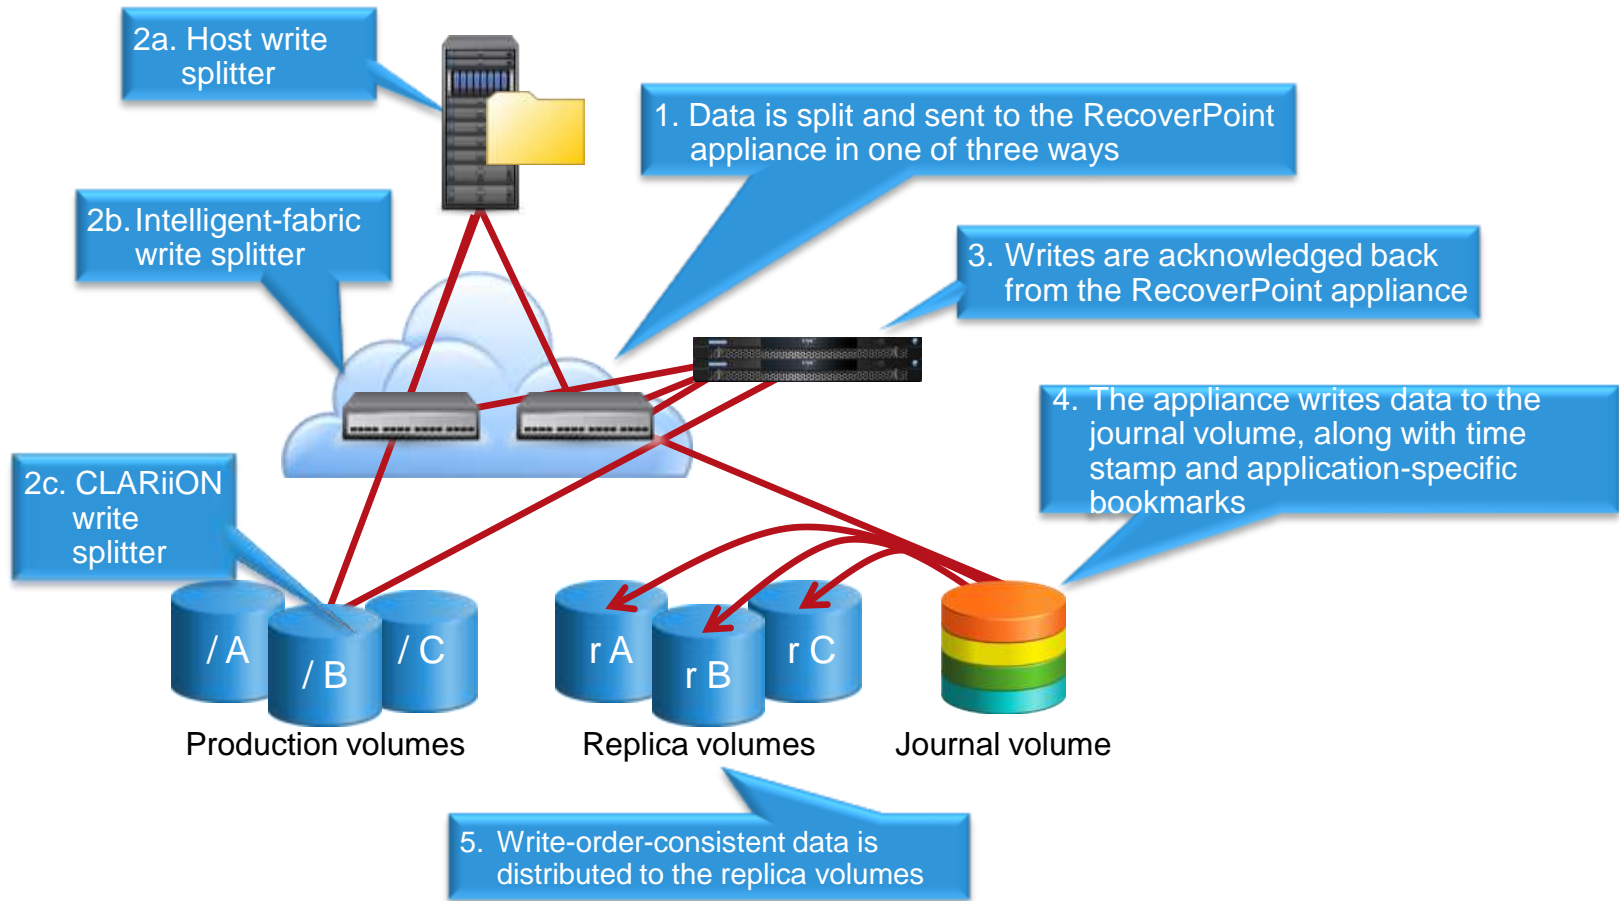 2a. Host write
splitter
1. Data is split and sent to the RecoverPoint
appliance in one of three ways
2b. Intelligent-fabric
write splitter
3. Writes are acknowledged back
from the RecoverPoint appliance
4. The appliance writes data to the
journal volume, along with time
stamp and application-specific
bookmarks
2c. CLARiiON
write
splitter
/ A
/ B
/ C
r A
r B
r C
Production volumes
Replica volumes
Journal volume
5. Write-order-consistent data is
distributed to the replica volumes